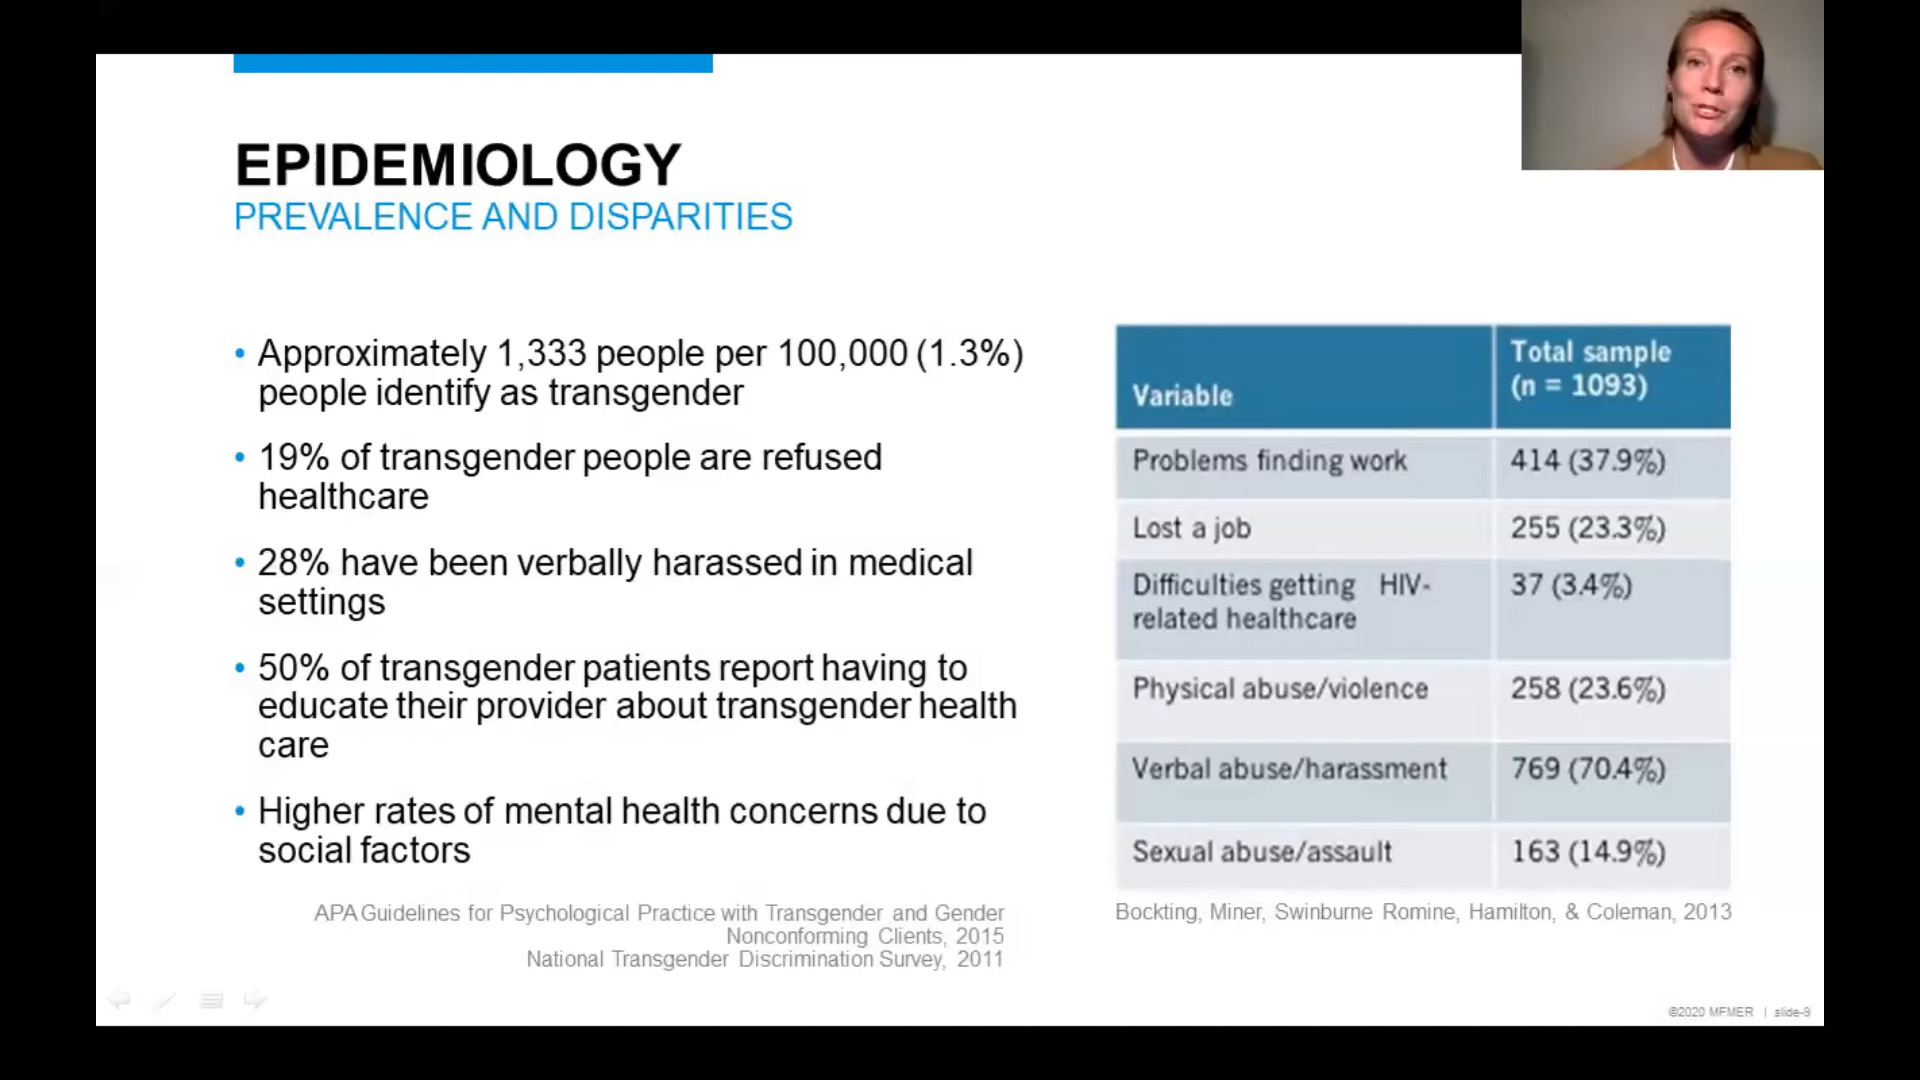 EPIDEMIOLOGY
PREVALENCE AND DISPARITIES
• Approximately 1,333 people per 100,000 (1.3%)
people identify as transgender
• 19% of transgender people are refused
healthcare
• 28% have been verbally harassed in medical
settings
• 50% of transgender patients report having to
educate their provider about transgender health
care
• Higher rates of mental health concerns due to
social factors
APA Guidelines for Psychological Practice with Transgender and Gender
Nonconforming Clients, 2015
National Transgender Discrimination Survey, 2011
Variable Total sample
(n = 1093)
Problems finding work 414 (37.9%)
Lost a job 255 (23.3%)
Difficulties getting HIV- 37 (3.4%)
related healthcare
Physical abuse/violence 258 (23.6%)
Verbal abuse/harassment 769 (70.4%)
Sexual abuse/assault 163 (14.9%)
Bockting, Miner, Swinburne Romine, Hamilton, & Coleman, 2013
©2020 MFMER | slide-9